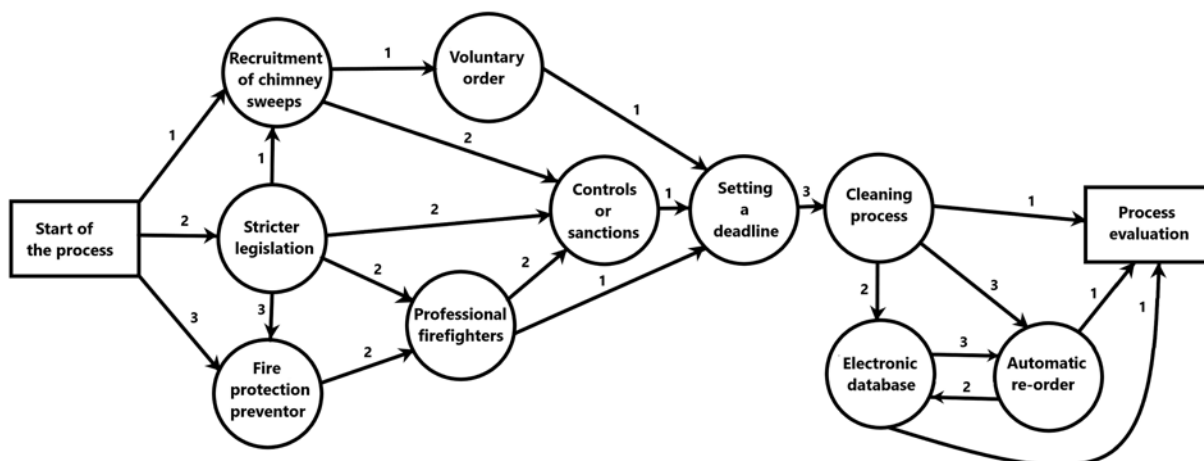 Recruitment
of chimney
sweeps
1
Voluntary
order
1
2
1
1
Start of
the process
2
Stricter
legislation
2
Controls
or
sanctions
1
Setting
a
deadline
3
Cleaning
process
1
Process
evaluation
3
3
2
2
1
Professional
firefighters
2
Fire
protection
preventor
2
3
1
1
Electronic
database
3
2
Automatic
re-order